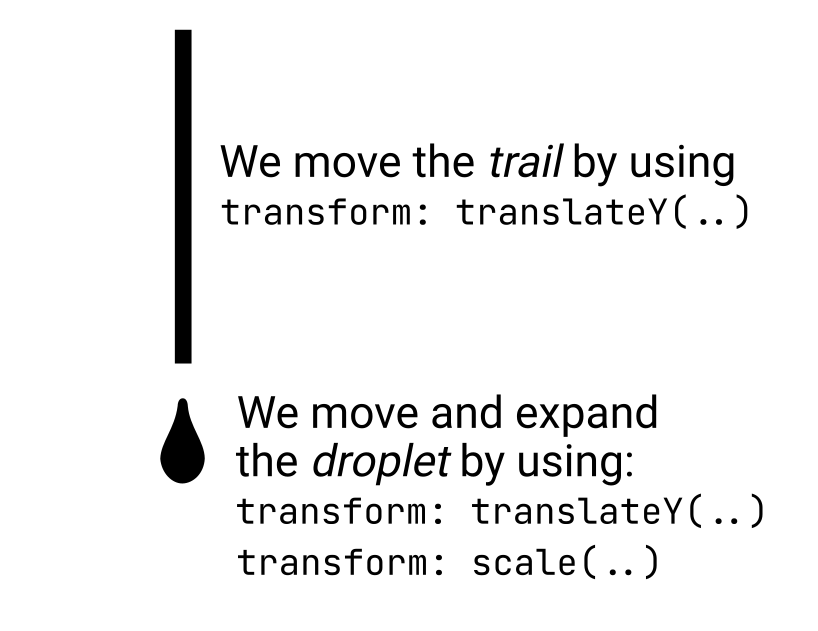 We move the trail by using
transform: translateY(..)
We move and expand
the droplet by using:
transform: translateY(..)
transform: scale(..)